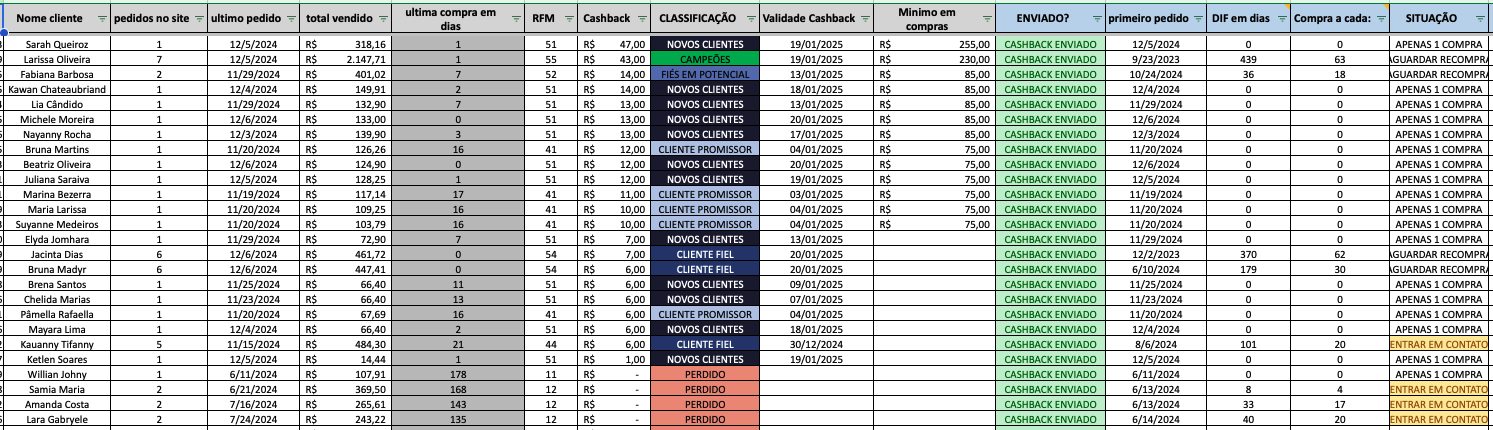 Nome cliente pedidos no site ultimo pedido total vendido ultima compra em dias RFM Cashback CLASSIFICAÇÃO Validade Cashback Minimo em compras ENVIADO? primeiro pedido DIF em dias Compra a cada: SITUAÇÃO
Sarah Queiroz 1 12/5/2024 R$ 318,16 1 51 R$ 47,00 NOVOS CLIENTES 19/01/2025 R$ 255,00 CASHBACK ENVIADO 12/5/2024 0 0 APENAS 1 COMPRA
Larissa Oliveira 7 12/5/2024 R$ 2.147,71 1 55 R$ 43,00 CAMPEÕES 19/01/2025 R$ 230,00 CASHBACK ENVIADO 9/23/2023 439 63 AGUARDAR RECOMPRA
Fabiana Barbosa 2 11/29/2024 R$ 401,02 7 52 R$ 14,00 FIÉS EM POTENCIAL 13/01/2025 R$ 85,00 CASHBACK ENVIADO 10/24/2024 36 18 AGUARDAR RECOMPRA
Kawan Chateaubriand 1 12/4/2024 R$ 149,91 2 51 R$ 14,00 NOVOS CLIENTES 18/01/2025 R$ 85,00 CASHBACK ENVIADO 12/4/2024 0 0 APENAS 1 COMPRA
Lia Cândido 1 11/29/2024 R$ 132,90 7 51 R$ 13,00 NOVOS CLIENTES 13/01/2025 R$ 85,00 CASHBACK ENVIADO 11/29/2024 0 0 APENAS 1 COMPRA
Michele Moreira 1 12/6/2024 R$ 133,00 0 51 R$ 13,00 NOVOS CLIENTES 20/01/2025 R$ 85,00 CASHBACK ENVIADO 12/6/2024 0 0 APENAS 1 COMPRA
Nayanny Rocha 1 12/3/2024 R$ 139,90 3 51 R$ 13,00 NOVOS CLIENTES 17/01/2025 R$ 85,00 CASHBACK ENVIADO 12/3/2024 0 0 APENAS 1 COMPRA
Bruna Martins 1 11/20/2024 R$ 126,26 16 41 R$ 12,00 CLIENTE PROMISSOR 04/01/2025 R$ 75,00 CASHBACK ENVIADO 11/20/2024 0 0 APENAS 1 COMPRA
Beatriz Oliveira 1 12/6/2024 R$ 124,90 0 51 R$ 12,00 NOVOS CLIENTES 20/01/2025 R$ 75,00 CASHBACK ENVIADO 12/6/2024 0 0 APENAS 1 COMPRA
Juliana Saraiva 1 12/5/2024 R$ 128,25 1 51 R$ 12,00 NOVOS CLIENTES 19/01/2025 R$ 75,00 CASHBACK ENVIADO 12/5/2024 0 0 APENAS 1 COMPRA
Marina Bezerra 1 11/19/2024 R$ 117,14 17 41 R$ 11,00 CLIENTE PROMISSOR 03/01/2025 R$ 75,00 CASHBACK ENVIADO 11/19/2024 0 0 APENAS 1 COMPRA
Maria Larissa 1 11/20/2024 R$ 109,25 16 41 R$ 10,00 CLIENTE PROMISSOR 04/01/2025 R$ 75,00 CASHBACK ENVIADO 11/20/2024 0 0 APENAS 1 COMPRA
Suyanne Medeiros 1 11/20/2024 R$ 103,79 16 41 R$ 10,00 CLIENTE PROMISSOR 04/01/2025 R$ 75,00 CASHBACK ENVIADO 11/20/2024 0 0 APENAS 1 COMPRA
Elyda Jomhara 1 11/29/2024 R$ 72,90 7 51 R$ 7,00 NOVOS CLIENTES 13/01/2025 CASHBACK ENVIADO 11/29/2024 0 0 APENAS 1 COMPRA
Jacinta Dias 6 12/6/2024 R$ 461,72 0 54 R$ 7,00 CLIENTE FIEL 20/01/2025 CASHBACK ENVIADO 12/2/2023 370 62 AGUARDAR RECOMPRA
Bruna Madyr 6 12/6/2024 R$ 447,41 0 54 R$ 6,00 CLIENTE FIEL 20/01/2025 CASHBACK ENVIADO 6/10/2024 179 30 AGUARDAR RECOMPRA
Brena Santos 1 11/25/2024 R$ 66,40 11 51 R$ 6,00 NOVOS CLIENTES 09/01/2025 CASHBACK ENVIADO 11/25/2024 0 0 APENAS 1 COMPRA
Chelida Marias 1 11/23/2024 R$ 66,40 13 51 R$ 6,00 NOVOS CLIENTES 07/01/2025 CASHBACK ENVIADO 11/23/2024 0 0 APENAS 1 COMPRA
Pâmella Rafaella 1 11/20/2024 R$ 67,69 16 41 R$ 6,00 CLIENTE PROMISSOR 04/01/2025 CASHBACK ENVIADO 11/20/2024 0 0 APENAS 1 COMPRA
Mayara Lima 1 12/4/2024 R$ 66,40 2 51 R$ 6,00 NOVOS CLIENTES 18/01/2025 CASHBACK ENVIADO 12/4/2024 0 0 APENAS 1 COMPRA
Kauanny Tifanny 5 11/15/2024 R$ 484,30 21 44 R$ 6,00 CLIENTE FIEL 30/12/2024 CASHBACK ENVIADO 8/6/2024 101 20 ENTRAR EM CONTATO
Ketlen Soares 1 12/5/2024 R$ 14,44 1 51 R$ 1,00 NOVOS CLIENTES 19/01/2025 CASHBACK ENVIADO 12/5/2024 0 0 APENAS 1 COMPRA
Willian Johny 1 6/11/2024 R$ 107,91 178 11 R$ - PERDIDO CASHBACK ENVIADO 6/11/2024 0 0 APENAS 1 COMPRA
Samia Maria 2 6/21/2024 R$ 369,50 168 12 R$ - PERDIDO CASHBACK ENVIADO 6/13/2024 8 4 ENTRAR EM CONTATO
Amanda Costa 2 7/16/2024 R$ 265,61 143 12 R$ - PERDIDO CASHBACK ENVIADO 6/13/2024 33 17 ENTRAR EM CONTATO
Lara Gabryele 2 7/24/2024 R$ 243,22 135 12 R$ - PERDIDO CASHBACK ENVIADO 6/14/2024 40 20 ENTRAR EM CONTATO